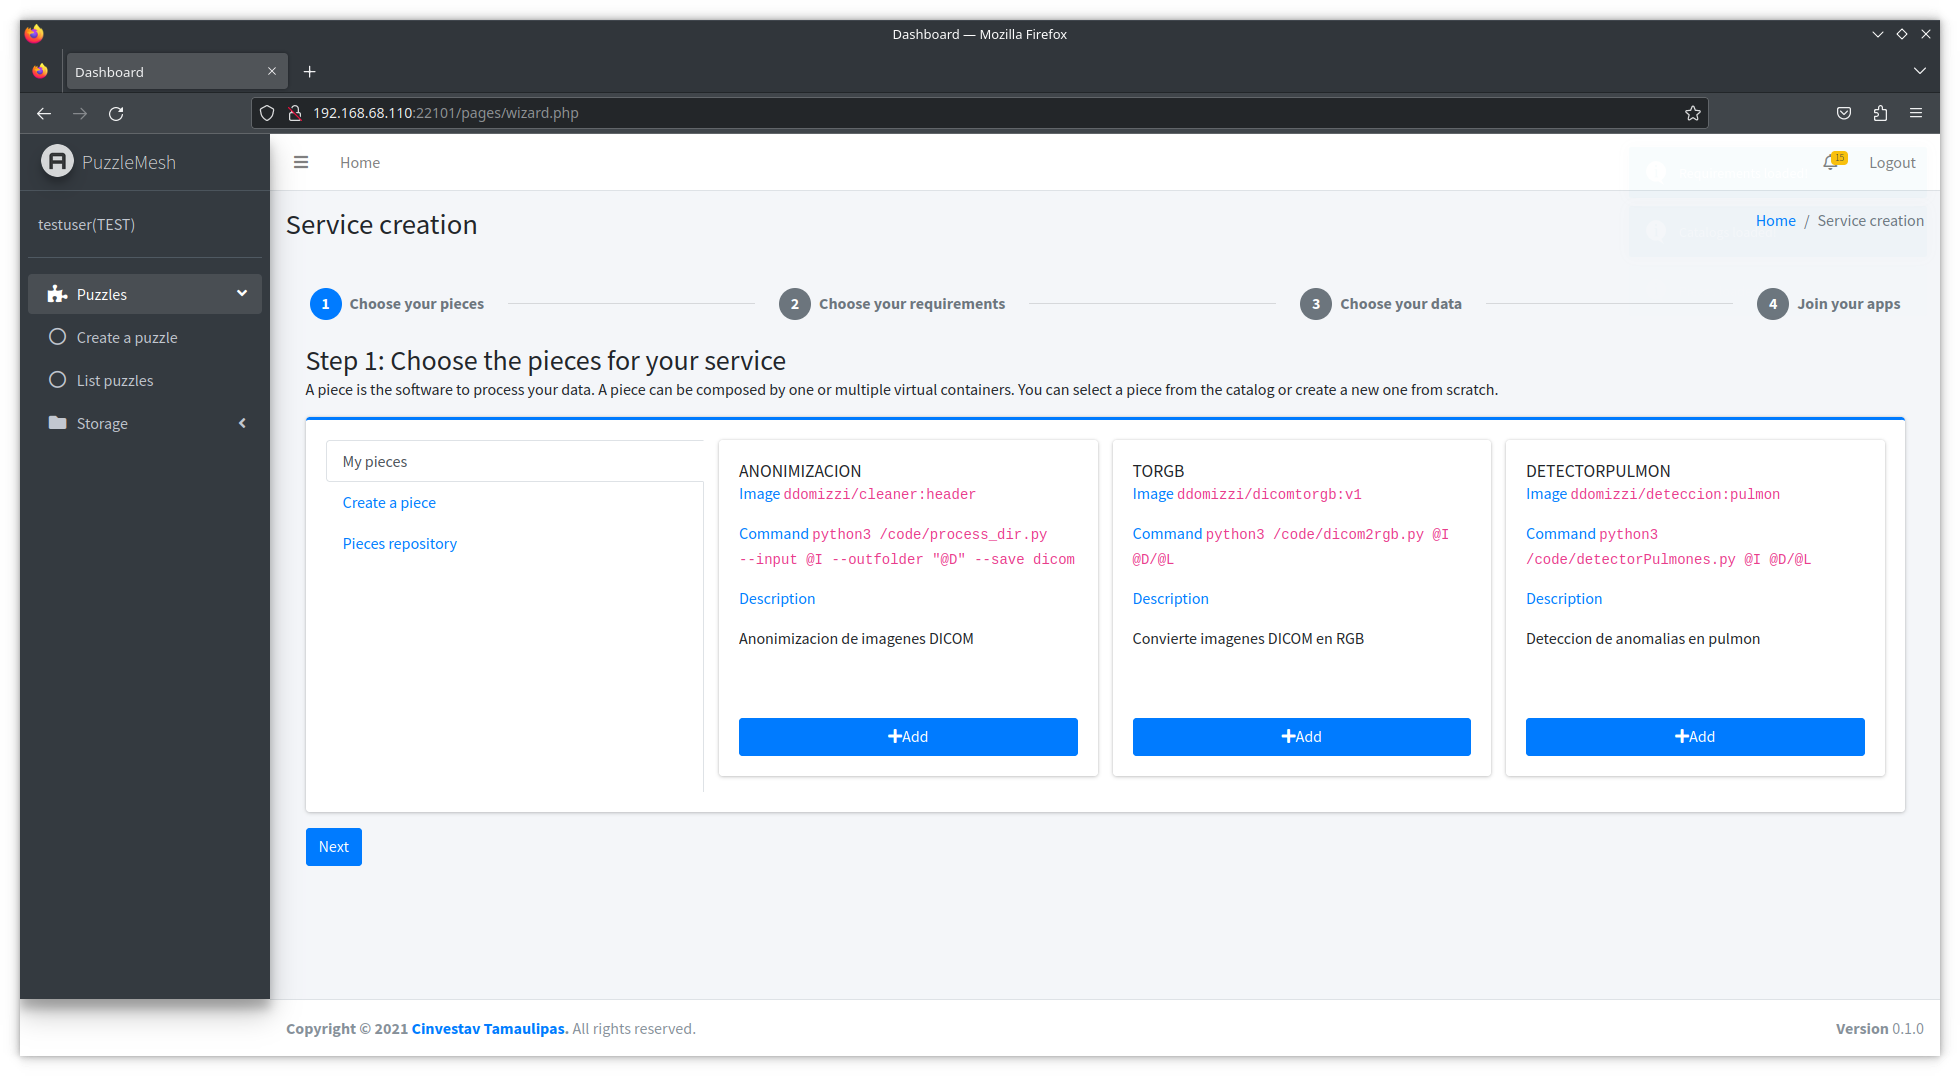 Dashboard — Mozilla Firefox
Dashboard
192.168.68.110:22101/pages/wizard.php
PuzzleMesh
Home
15
Logout
testuser(TEST)
Service creation
Home / Service creation
Puzzles
Create a puzzle
List puzzles
Storage
1 Choose your pieces
2 Choose your requirements
3 Choose your data
4 Join your apps
Step 1: Choose the pieces for your service
A piece is the software to process your data. A piece can be composed by one or multiple virtual containers. You can select a piece from the catalog or create a new one from scratch.
My pieces
Create a piece
Pieces repository
ANONIMIZACION
Image ddomizzi/cleaner:header
Command python3 /code/process_dir.py
--input @I --outfolder "@D" --save dicom
Description
Anonimizacion de imagenes DICOM
Add
TORGB
Image ddomizzi/dicomtorgb:v1
Command python3 /code/dicom2rgb.py @I
@D/@L
Description
Convierte imagenes DICOM en RGB
Add
DETECTORPULMON
Image ddomizzi/deteccion:pulmon
Command python3
/code/detectorPulmones.py @I @D/@L
Description
Deteccion de anomalias en pulmon
Add
Next
Copyright © 2021 Cinvestav Tamaulipas. All rights reserved.
Version 0.1.0